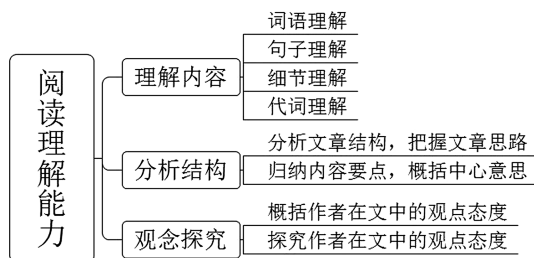 阅读理解能力
理解内容
词语理解
句子理解
细节理解
代词理解
分析结构
分析文章结构，把握文章思路
归纳内容要点，概括中心意思
观念探究
概括作者在文中的观点态度
探究作者在文中的观点态度